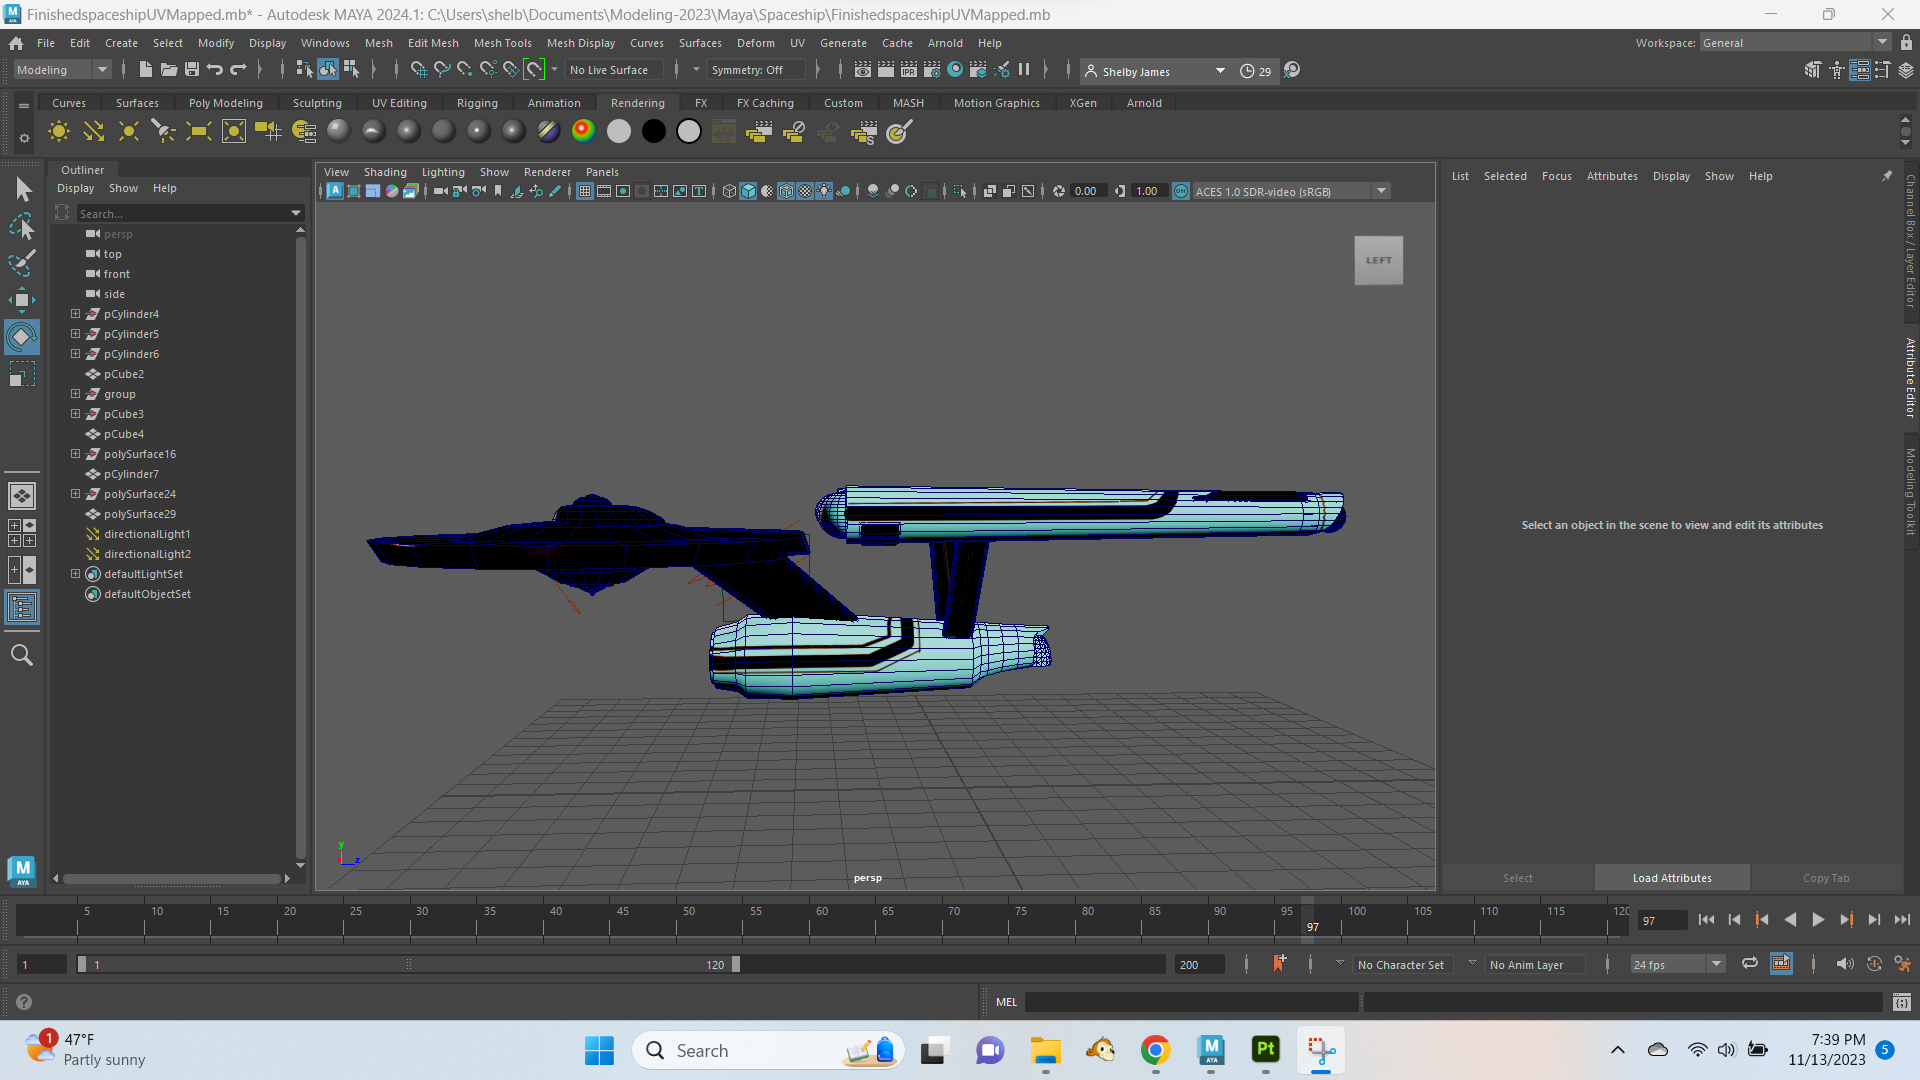 FinishedspaceshipUVMapped.mb* - Autodesk MAYA 2024.1: C:\Users\shelb\Documents\Modeling-2023\Maya\Spaceship\FinishedspaceshipUVMapped.mb
File Edit Create Select Modify Display Windows Mesh Edit Mesh Mesh Tools Mesh Display Curves Surfaces Deform UV Generate Cache Arnold Help
Workspace: General
Modeling
No Live Surface
Symmetry: Off
IPR
Shelby James
29
Curves Surfaces Poly Modeling Sculpting UV Editing Rigging Animation Rendering FX FX Caching Custom MASH Motion Graphics XGen Arnold
Outliner
Display Show Help
Search...
persp
top
front
side
pCylinder4
pCylinder5
pCylinder6
pCube2
group
pCube3
pCube4
polySurface16
pCylinder7
polySurface24
polySurface29
directionalLight1
directionalLight2
defaultLightSet
defaultObjectSet
View Shading Lighting Show Renderer Panels
0.00
1.00
ACES 1.0 SDR-video (sRGB)
LEFT
y
z
persp
List Selected Focus Attributes Display Show Help
Select an object in the scene to view and edit its attributes
Select
Load Attributes
Copy Tab
Channel Box / Layer Editor
Attribute Editor
Modeling Toolkit
5 10 15 20 25 30 35 40 45 50 55 60 65 70 75 80 85 90 95 100 105 110 115 120
97
97
1
1
120
200
No Character Set
No Anim Layer
24 fps
MEL
M
AYA
1
47°F
Partly sunny
Search
M
AYA
Pt
7:39 PM
11/13/2023
5